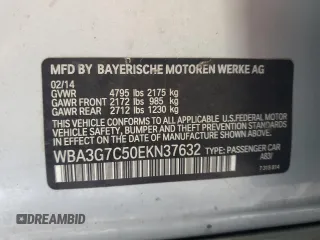 MFD BY BAYERISCHE MOTOREN WERKE AG
02/14
GVWR 4795 lbs 2175 kg
GAWR FRONT 2172 lbs 985 kg
GAWR REAR 2712 lbs 1230 kg
THIS VEHICLE CONFORMS TO ALL APPLICABLE U.S. FEDERAL MOTOR
VEHICLE SAFETY, BUMPER, AND THEFT PREVENTION STANDARDS IN EFFECT
ON THE DATE OF MANUFACTURE SHOWN ABOVE.
WBA3G7C50EKN37632 TYPE: PASSENGER CAR
A83/
DREAMBID